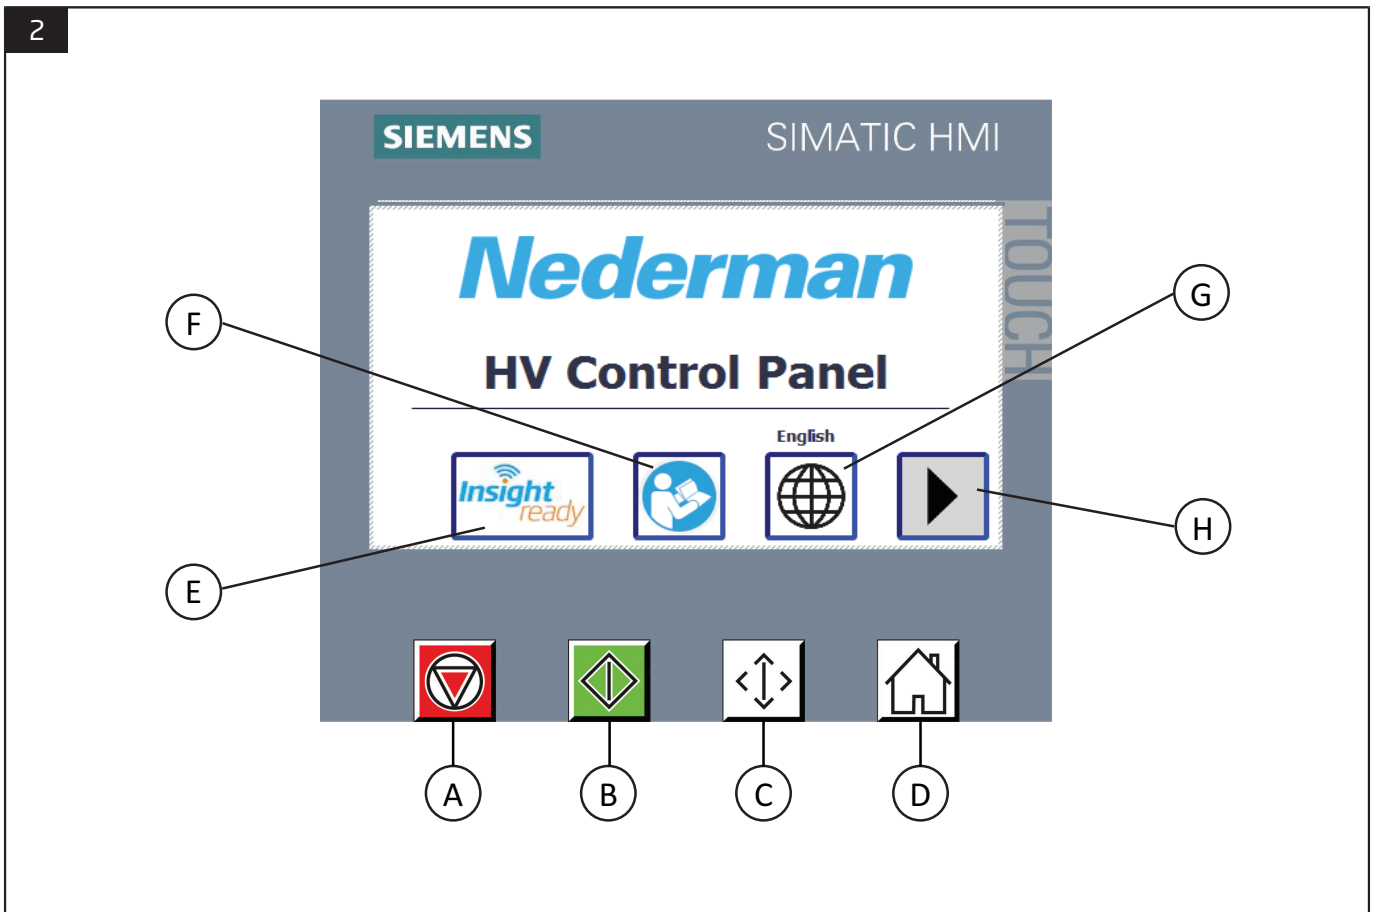 2
SIEMENS
SIMATIC HMI
TOUCH
Nederman
HV Control Panel
English
Insight
ready
F
G
E
H
A
B
C
D